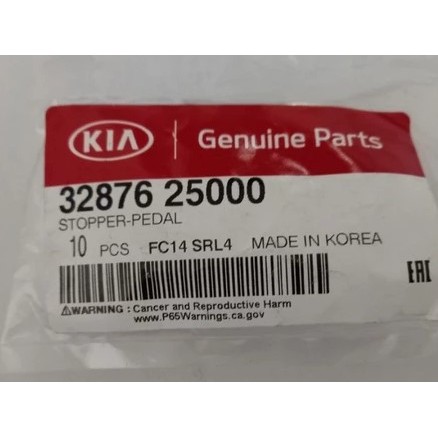 KIA Genuine Parts
32876 25000
STOPPER-PEDAL
10 PCS FC14 SRL4 MADE IN KOREA
EAC
⚠WARNING : Cancer and Reproductive Harm
www.P65Warnings.ca.gov